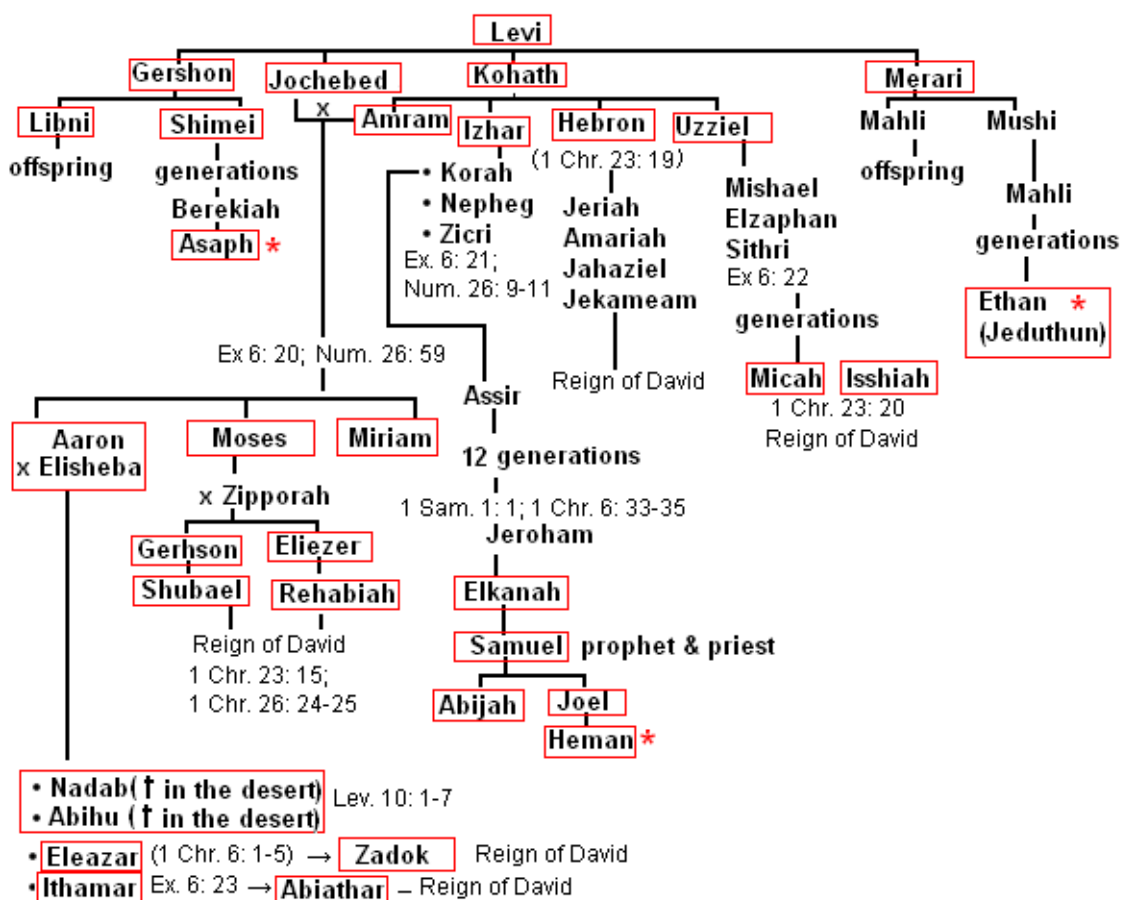 Levi
Gershon Jochebed Kohath Merari
x
Libni Shimei Amram Izhar Hebron Uzziel Mahli Mushi
offspring generations (1 Chr. 23: 19) offspring
• Korah
• Nepheg
• Zicri
Ex. 6: 21;
Num. 26: 9-11
Jeriah
Amariah
Jahaziel
Jekameam
Reign of David
Mishael
Elzaphan
Sithri
Ex 6: 22
generations
Micah Isshiah
1 Chr. 23: 20
Reign of David
Mahli
generations
Ethan *
(Jeduthun)
Berekiah
Asaph *
Ex 6: 20; Num. 26: 59
Aaron
x Elisheba
Moses Miriam
x Zipporah
Gerhson Eliezer
Shubael Rehabiah
Reign of David
1 Chr. 23: 15;
1 Chr. 26: 24-25
Assir
12 generations
1 Sam. 1: 1; 1 Chr. 6: 33-35
Jeroham
Elkanah
Samuel prophet & priest
Abijah Joel
Heman *
• Nadab († in the desert) Lev. 10: 1-7
• Abihu († in the desert)
• Eleazar (1 Chr. 6: 1-5) → Zadok Reign of David
• Ithamar Ex. 6: 23 → Abiathar – Reign of David